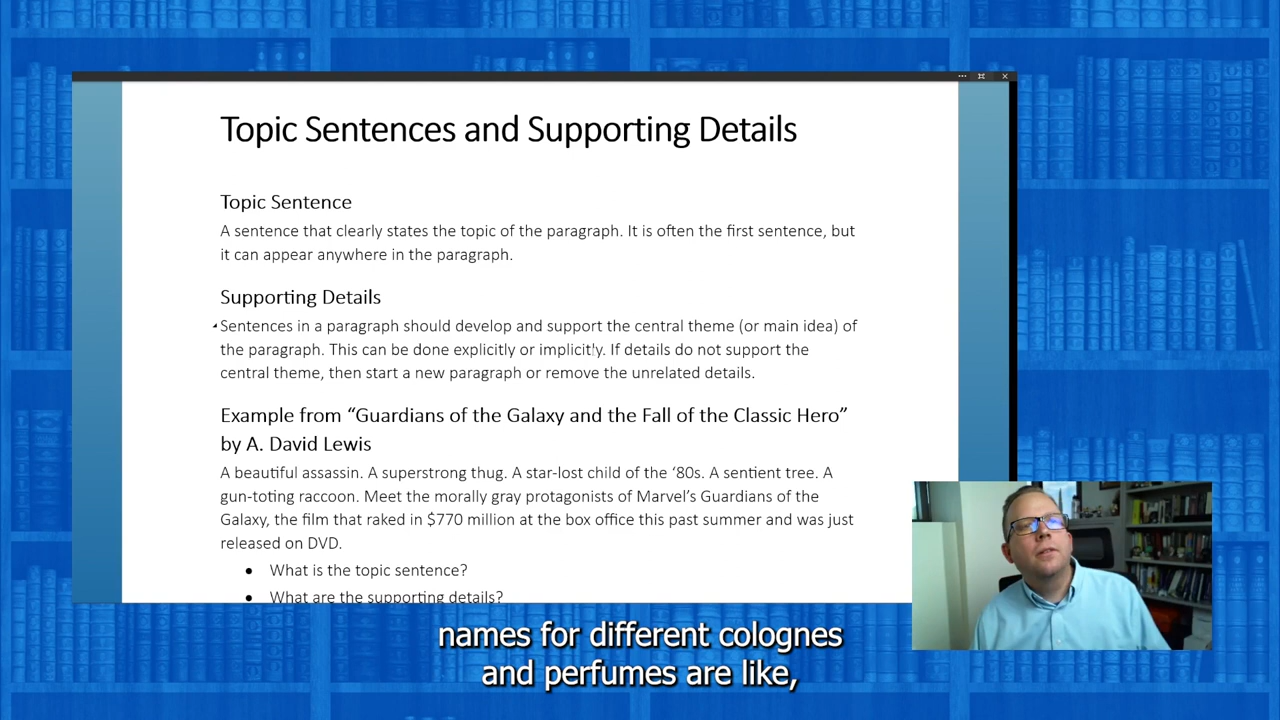 Topic Sentences and Supporting Details
Topic Sentence
A sentence that clearly states the topic of the paragraph. It is often the first sentence, but
it can appear anywhere in the paragraph.
Supporting Details
Sentences in a paragraph should develop and support the central theme (or main idea) of
the paragraph. This can be done explicitly or implicitly. If details do not support the
central theme, then start a new paragraph or remove the unrelated details.
Example from “Guardians of the Galaxy and the Fall of the Classic Hero”
by A. David Lewis
A beautiful assassin. A superstrong thug. A star-lost child of the ‘80s. A sentient tree. A
gun-toting raccoon. Meet the morally gray protagonists of Marvel’s Guardians of the
Galaxy, the film that raked in $770 million at the box office this past summer and was just
released on DVD.
• What is the topic sentence?
• What are the supporting details?
names for different colognes
and perfumes are like,